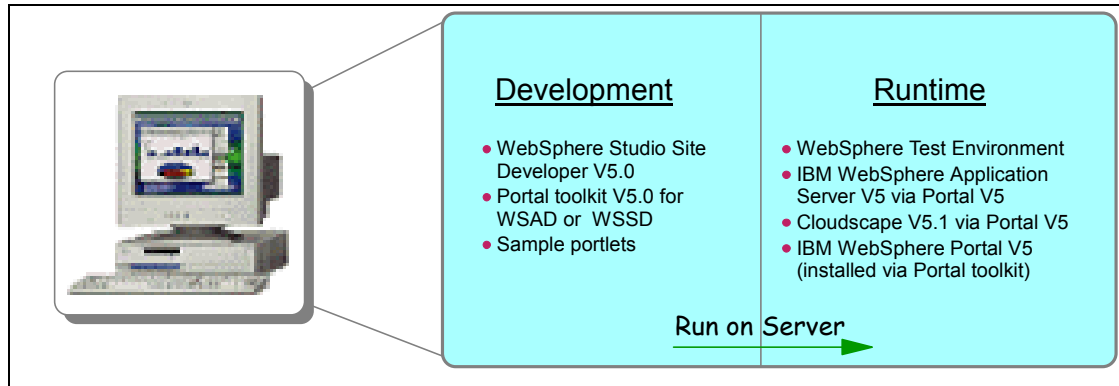 Development
• WebSphere Studio Site
Developer V5.0
• Portal toolkit V5.0 for
WSAD or WSSD
• Sample portlets
Runtime
• WebSphere Test Environment
• IBM WebSphere Application
Server V5 via Portal V5
• Cloudscape V5.1 via Portal V5
• IBM WebSphere Portal V5
(installed via Portal toolkit)
Run on Server